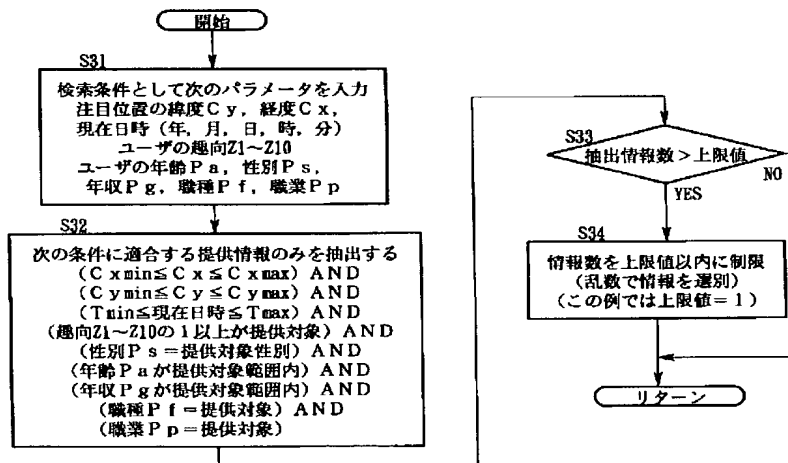 開始
S31
検索条件として次のパラメータを入力
注目位置の緯度Ｃｙ，経度Ｃｘ，
現在日時（年，月，日，時，分）
ユーザの趣向Z1～Z10
ユーザの年齢Ｐａ，性別Ｐｓ，
年収Ｐｇ，職種Ｐｆ，職業Ｐｐ
S32
次の条件に適合する提供情報のみを抽出する
（Ｃｘmin≦Ｃｘ≦Ｃｘmax）ＡＮＤ
（Ｃｙmin≦Ｃｙ≦Ｃｙmax）ＡＮＤ
（Ｔmin≦現在日時≦Ｔmax）ＡＮＤ
（趣向Z1～Z10の１以上が提供対象）ＡＮＤ
（性別Ｐｓ＝提供対象性別）ＡＮＤ
（年齢Ｐａが提供対象範囲内）ＡＮＤ
（年収Ｐｇが提供対象範囲内）ＡＮＤ
（職種Ｐｆ＝提供対象）ＡＮＤ
（職業Ｐｐ＝提供対象）
S33
抽出情報数＞上限値
NO
YES
S34
情報数を上限値以内に制限
（乱数で情報を選別）
（この例では上限値＝１）
リターン